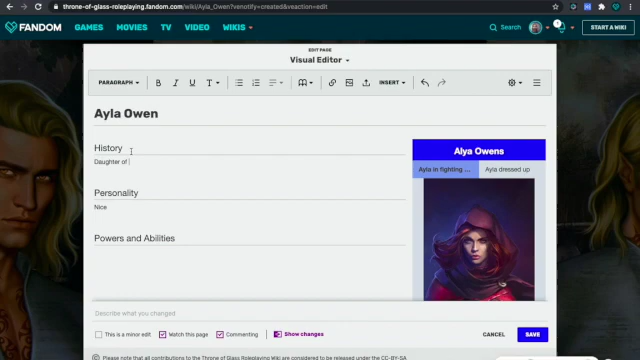 throne-of-glass-roleplaying.fandom.com/wiki/Ayla_Owen?venotify=created&veaction=edit
FANDOM
GAMES
MOVIES
TV
VIDEO
WIKIS
Search
1
START A WIKI
EDIT PAGE
Visual Editor
PARAGRAPH
B
I
U
T
INSERT
Ayla Owen
History
Daughter of
Personality
Nice
Powers and Abilities
Alya Owens
Ayla in fighting ...
Ayla dressed up
Describe what you changed
This is a minor edit
Watch this page
Commenting
Show changes
CANCEL
SAVE
Please note that all contributions to the Throne of Glass Roleplaying Wiki are considered to be released under the CC-BY-SA